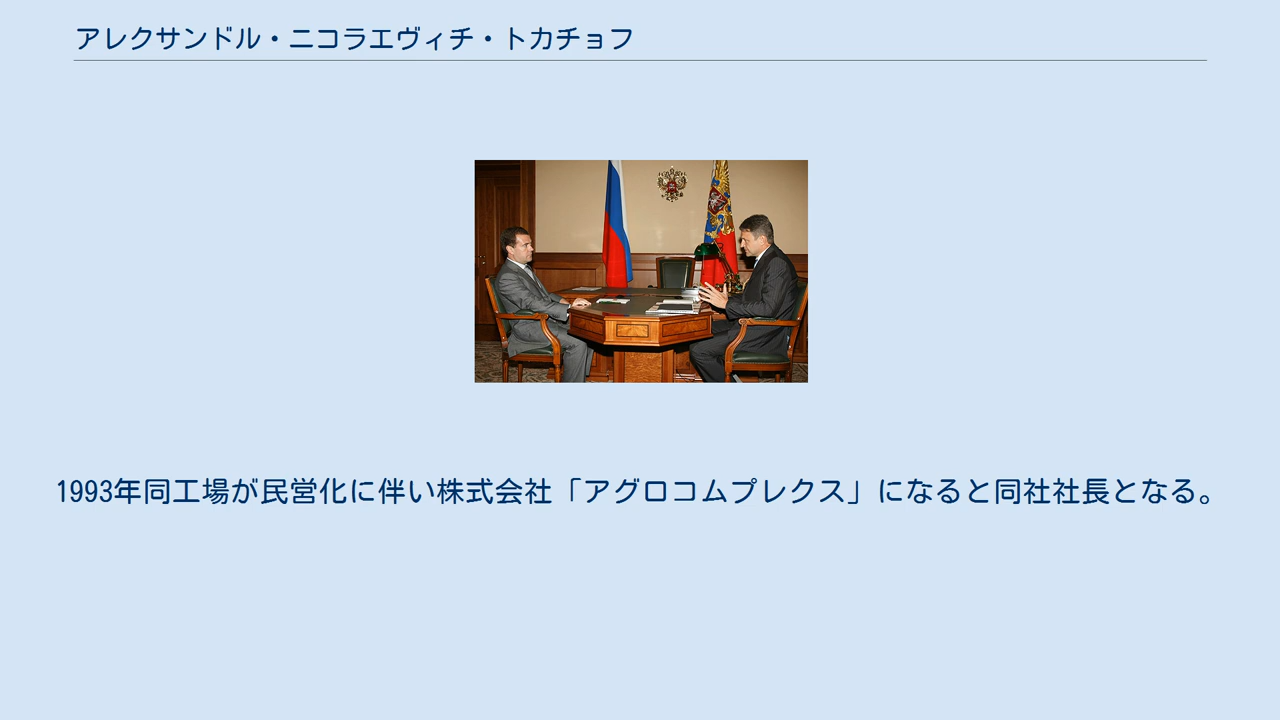 アレクサンドル・ニコラエヴィチ・トカチョフ
1993年同工場が民営化に伴い株式会社「アグロコムプレクス」になると同社社長となる。